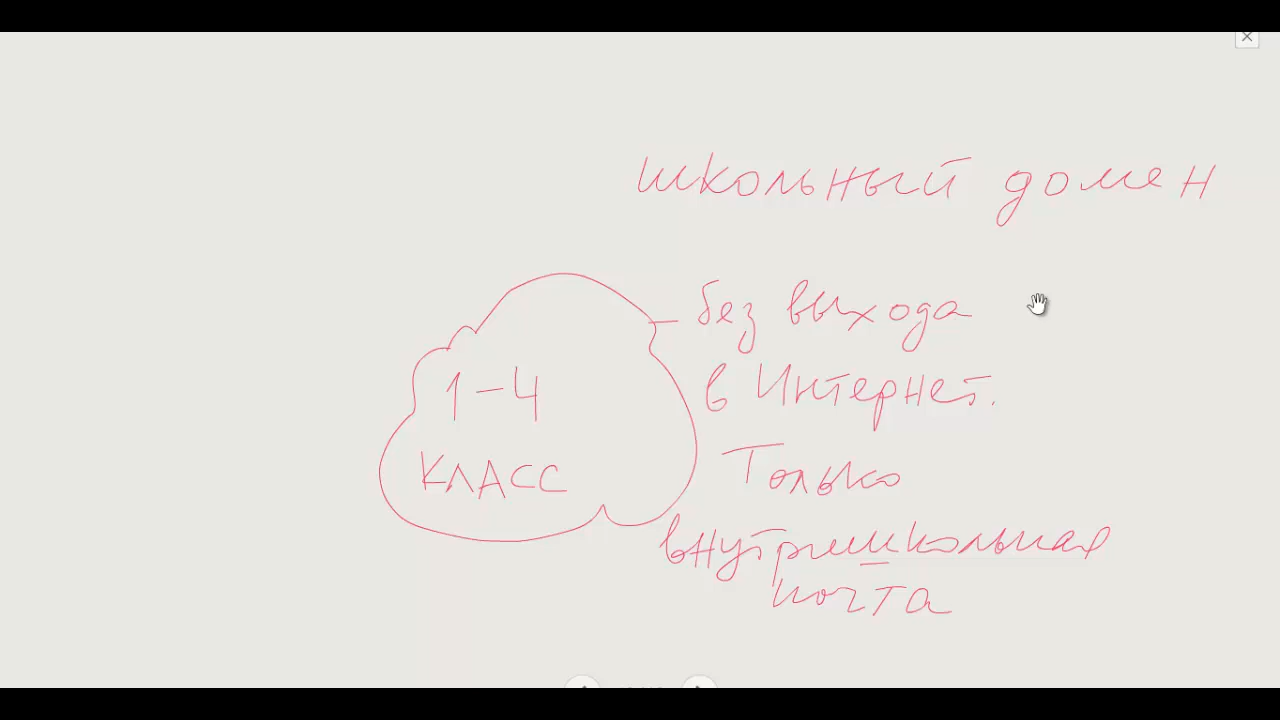 школьный домен
без выхода
в Интернет.
1-4
КЛАСС
Только
внутришкольная
почта